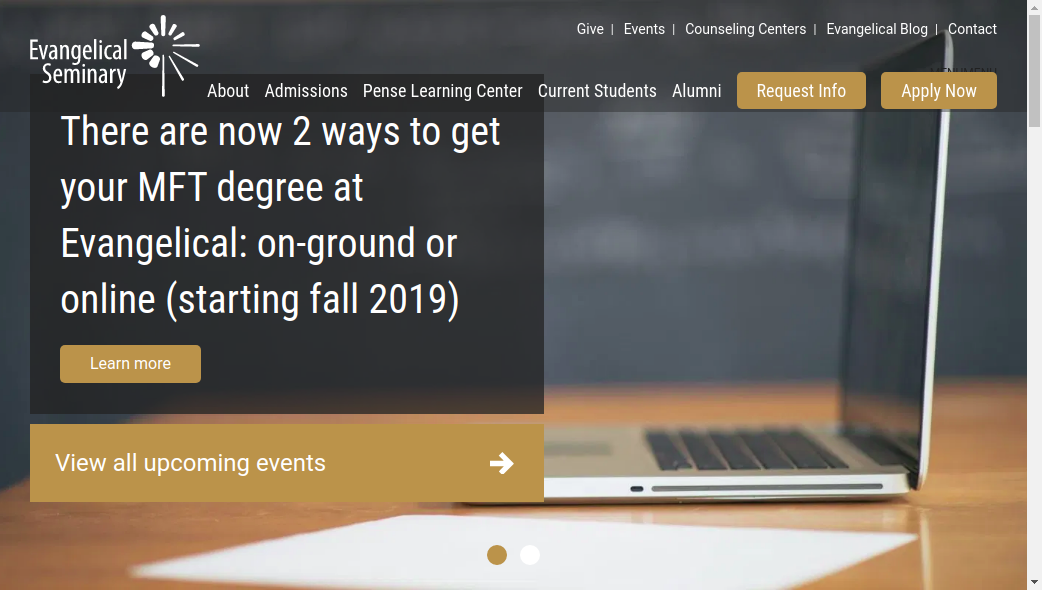 Give | Events | Counseling Centers | Evangelical Blog | Contact
Evangelical
Seminary
MENU MENU
About Admissions Pense Learning Center Current Students Alumni Request Info Apply Now
There are now 2 ways to get
your MFT degree at
Evangelical: on-ground or
online (starting fall 2019)
Learn more
View all upcoming events